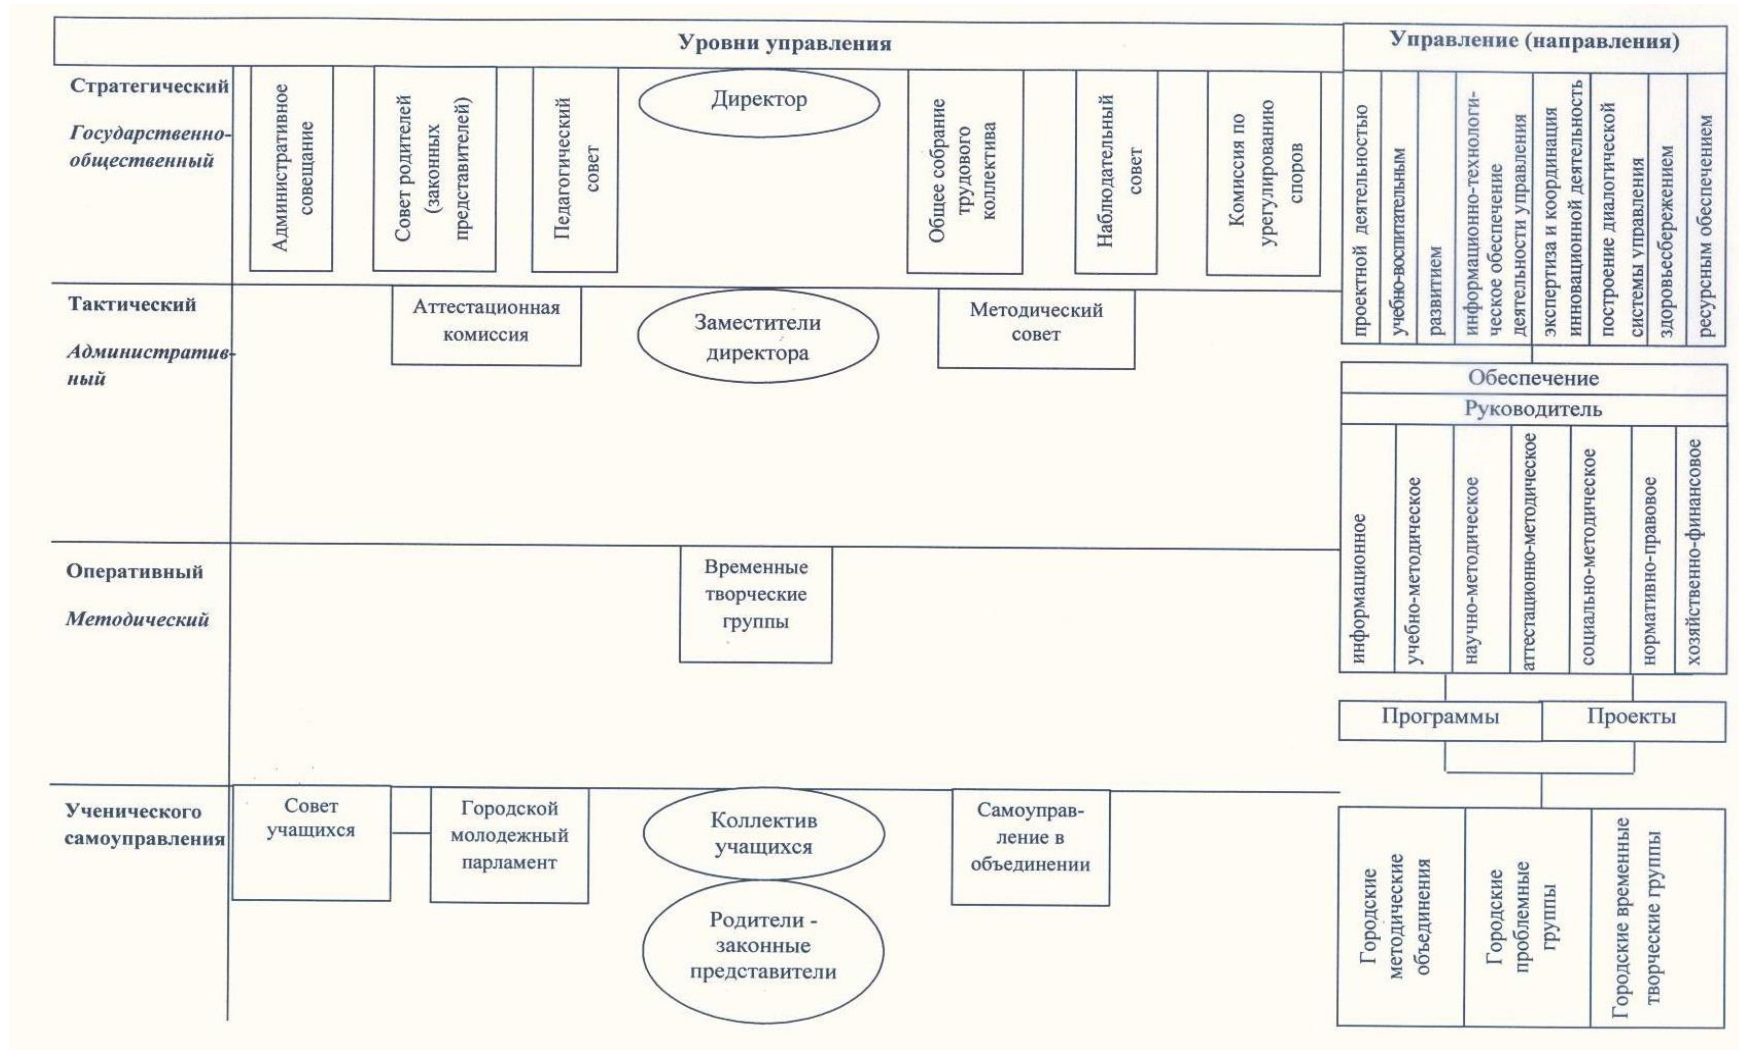 Уровни управления
Управление (направления)
Стратегический
Государственно-
общественный
Административное
совещание
Совет родителей
(законных
представителей)
Педагогический
совет
Директор
Общее собрание
трудового
коллектива
Наблюдательный
совет
Комиссия по
урегулированию
споров
проектной деятельностью
учебно-воспитательным
развитием
информационно-технологи-
ческое обеспечение
деятельности управления
экспертиза и координация
инновационной деятельность
построение диалогической
системы управления
здоровьесбережением
ресурсным обеспечением
Тактический
Административ-
ный
Аттестационная
комиссия
Заместители
директора
Методический
совет
Обеспечение
Руководитель
информационное
учебно-методическое
научно-методическое
аттестационно-методическое
социально-методическое
нормативно-правовое
хозяйственно-финансовое
Оперативный
Методический
Временные
творческие
группы
Программы
Проекты
Ученического
самоуправления
Совет
учащихся
Городской
молодежный
парламент
Коллектив
учащихся
Самоуправ-
ление в
объединении
Родители -
законные
представители
Городские
методические
объединения
Городские
проблемные
группы
Городские временные
творческие группы